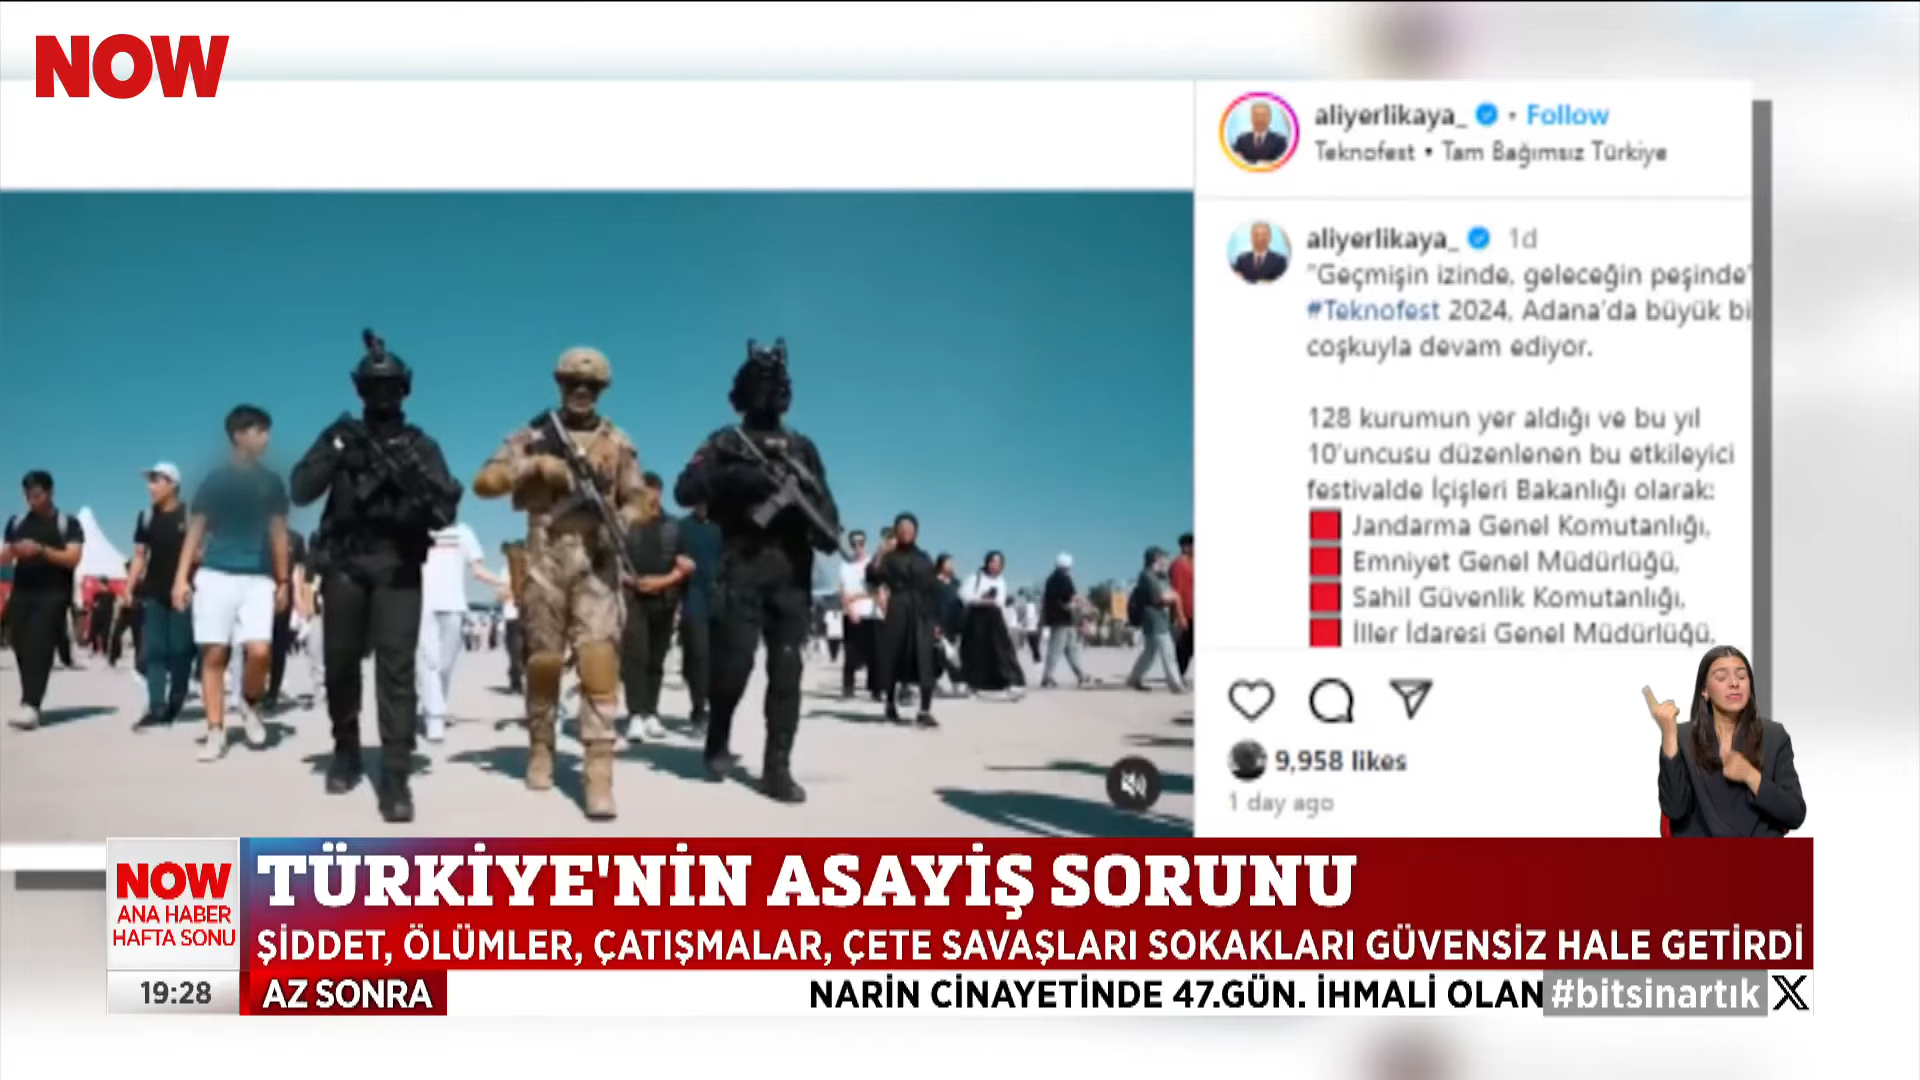 NOW
aliyerlikaya_ • Follow
Teknofest • Tam Bağımsız Türkiye
aliyerlikaya_ 1d
"Geçmişin izinde, geleceğin peşinde"
#Teknofest 2024, Adana'da büyük bi
coşkuyla devam ediyor.
128 kurumun yer aldığı ve bu yıl
10'uncusu düzenlenen bu etkileyici
festivalde İçişleri Bakanlığı olarak:
Jandarma Genel Komutanlığı,
Emniyet Genel Müdürlüğü,
Sahil Güvenlik Komutanlığı,
İller İdaresi Genel Müdürlüğü,
9,958 likes
1 day ago
NOW
ANA HABER
HAFTA SONU
TÜRKİYE'NİN ASAYİŞ SORUNU
ŞİDDET, ÖLÜMLER, ÇATIŞMALAR, ÇETE SAVAŞLARI SOKAKLARI GÜVENSİZ HALE GETİRDİ
19:28
AZ SONRA
NARİN CİNAYETİNDE 47.GÜN. İHMALİ OLAN
#bitsinartık X